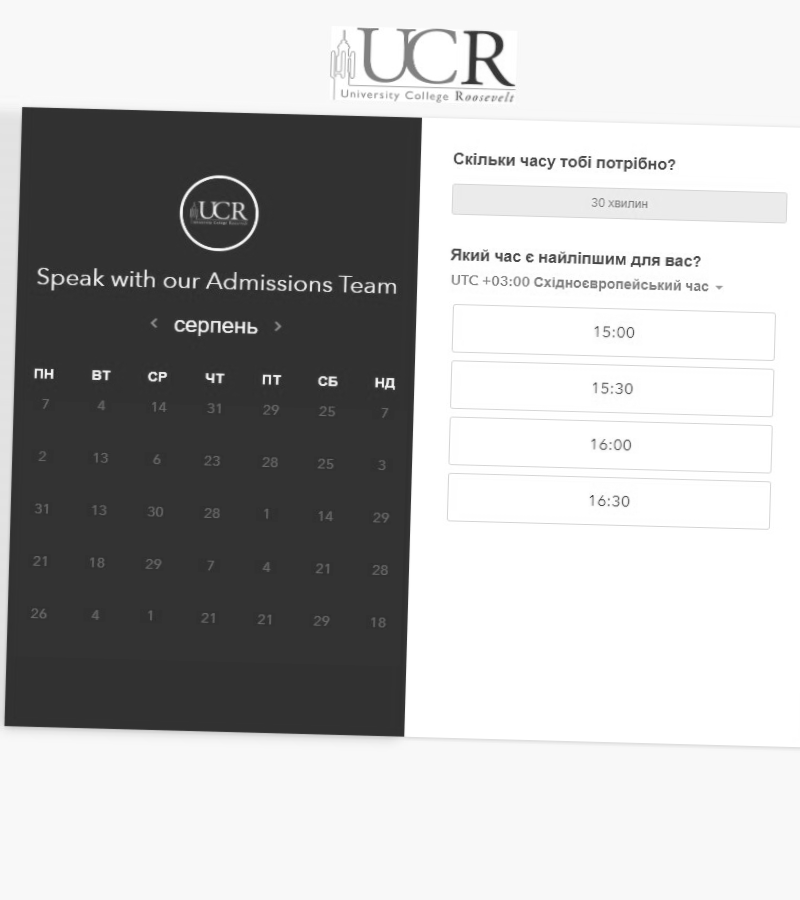 UCR
University College Roosevelt
UCR
Speak with our Admissions Team
серпень
ПН ВТ СР ЧТ ПТ СБ НД
7 4 14 31 29 25 7
2 13 6 23 28 25 3
31 13 30 28 1 14 29
21 18 29 7 4 21 28
26 4 1 21 21 29 18
Скільки часу тобі потрібно?
30 хвилин
Який час є найліпшим для вас?
UTC +03:00 Східноєвропейський час
15:00
15:30
16:00
16:30